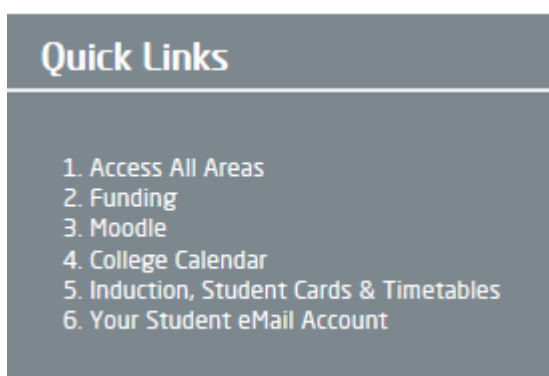 Quick Links
1. Access All Areas
2. Funding
3. Moodle
4. College Calendar
5. Induction, Student Cards & Timetables
6. Your Student eMail Account